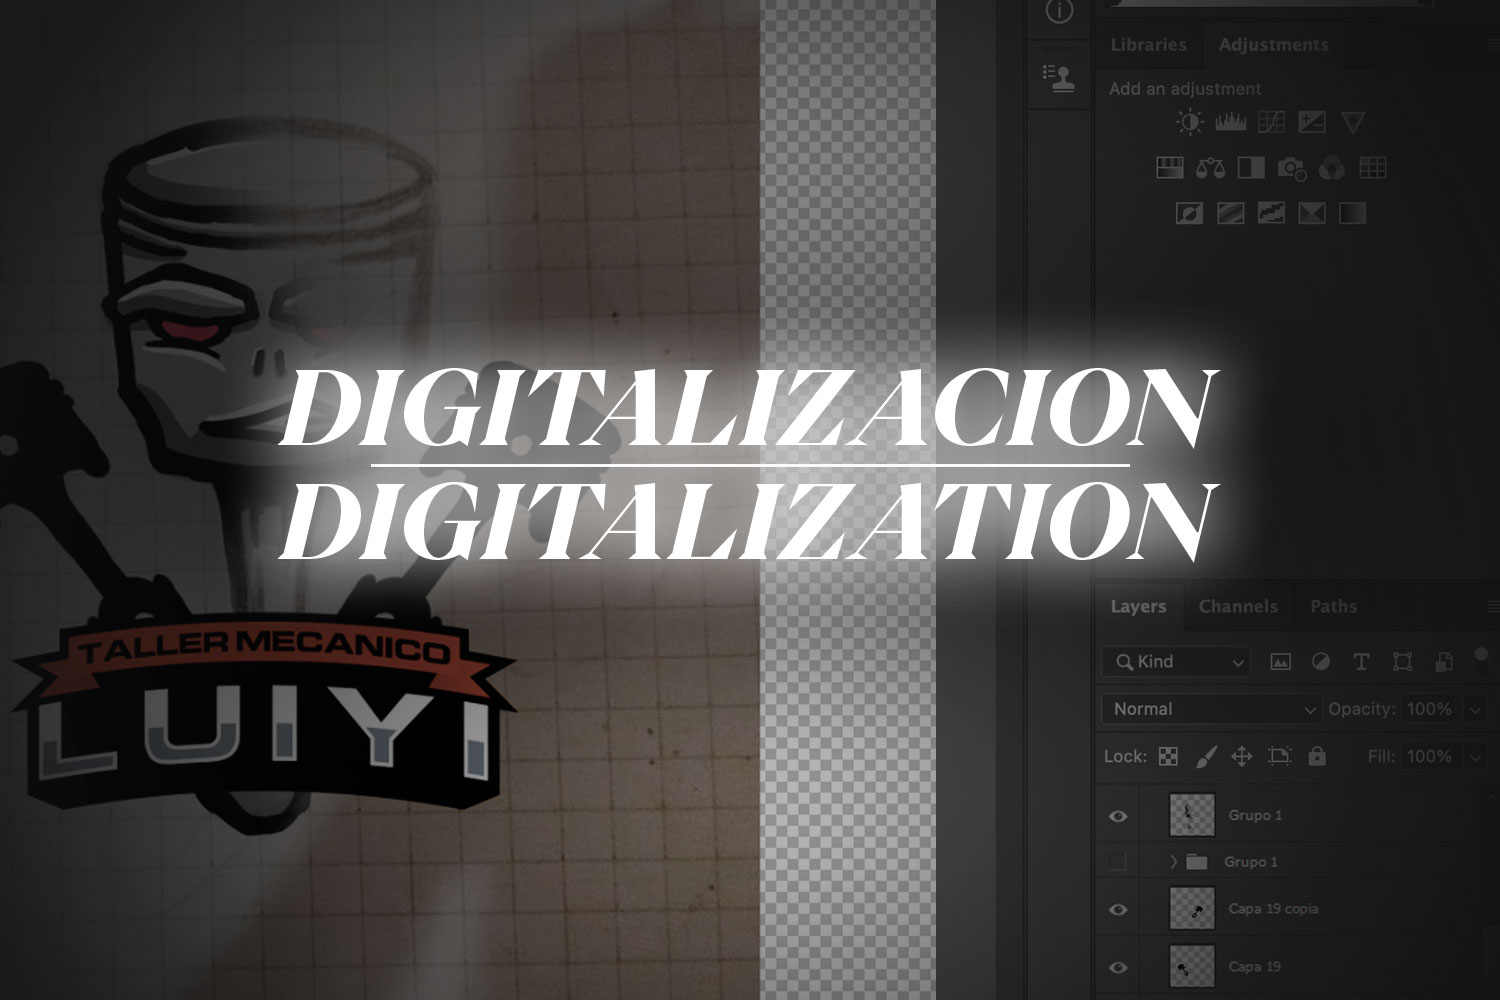 Libraries Adjustments
Add an adjustment
DIGITALIZACION
DIGITALIZATION
TALLER MECANICO
LUIYI
Layers Channels Paths
Kind
Normal Opacity: 100%
Lock: Fill: 100%
Grupo 1
Grupo 1
Capa 19 copia
Capa 19